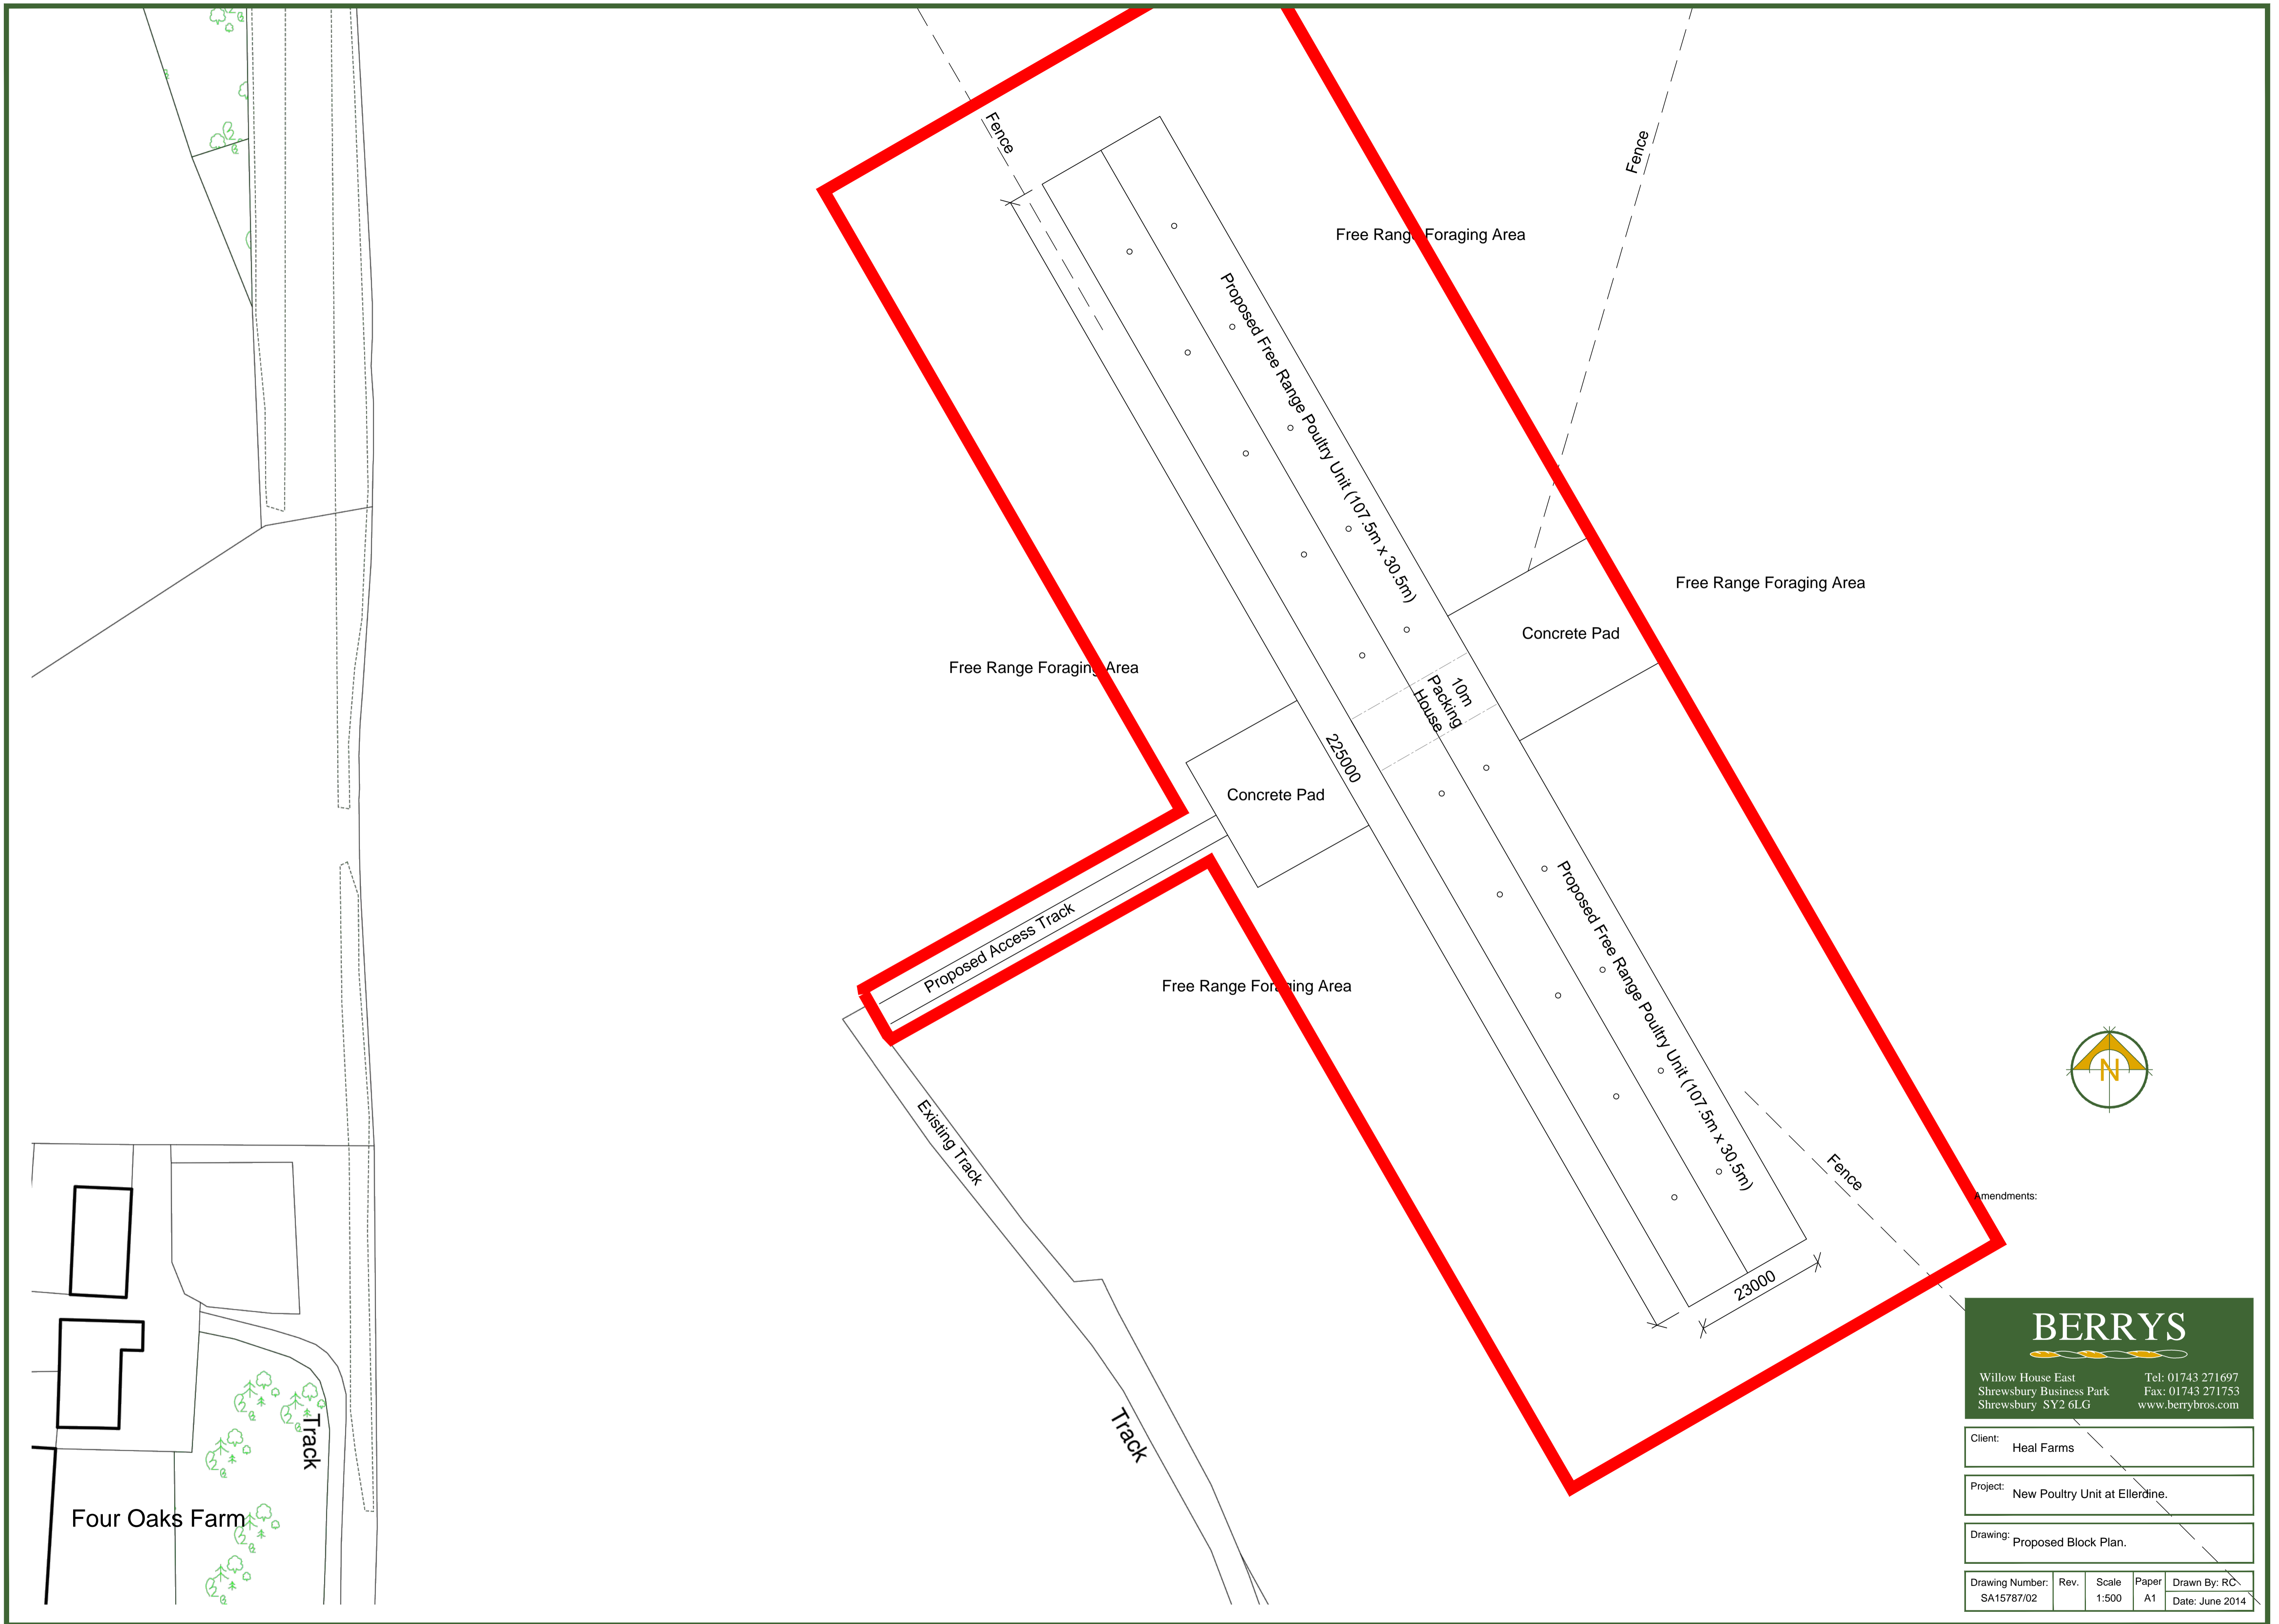 Fence
Fence
Free Range Foraging Area
Proposed Free Range Poultry Unit (107.5m x 30.5m)
Free Range Foraging Area
Concrete Pad
Free Range Foraging Area
10m
Packing
House
225000
Concrete Pad
Proposed Access Track
Free Range Foraging Area
Proposed Free Range Poultry Unit (107.5m x 30.5m)
N
Existing Track
Fence
Amendments:
23000
Track
Track
Four Oaks Farm
BERRYS
Willow House East
Shrewsbury Business Park
Shrewsbury SY2 6LG
Tel: 01743 271697
Fax: 01743 271753
www.berrybros.com
Client: Heal Farms
Project: New Poultry Unit at Ellerdine.
Drawing: Proposed Block Plan.
Drawing Number: SA15787/02
Rev.
Scale 1:500
Paper A1
Drawn By: RC
Date: June 2014